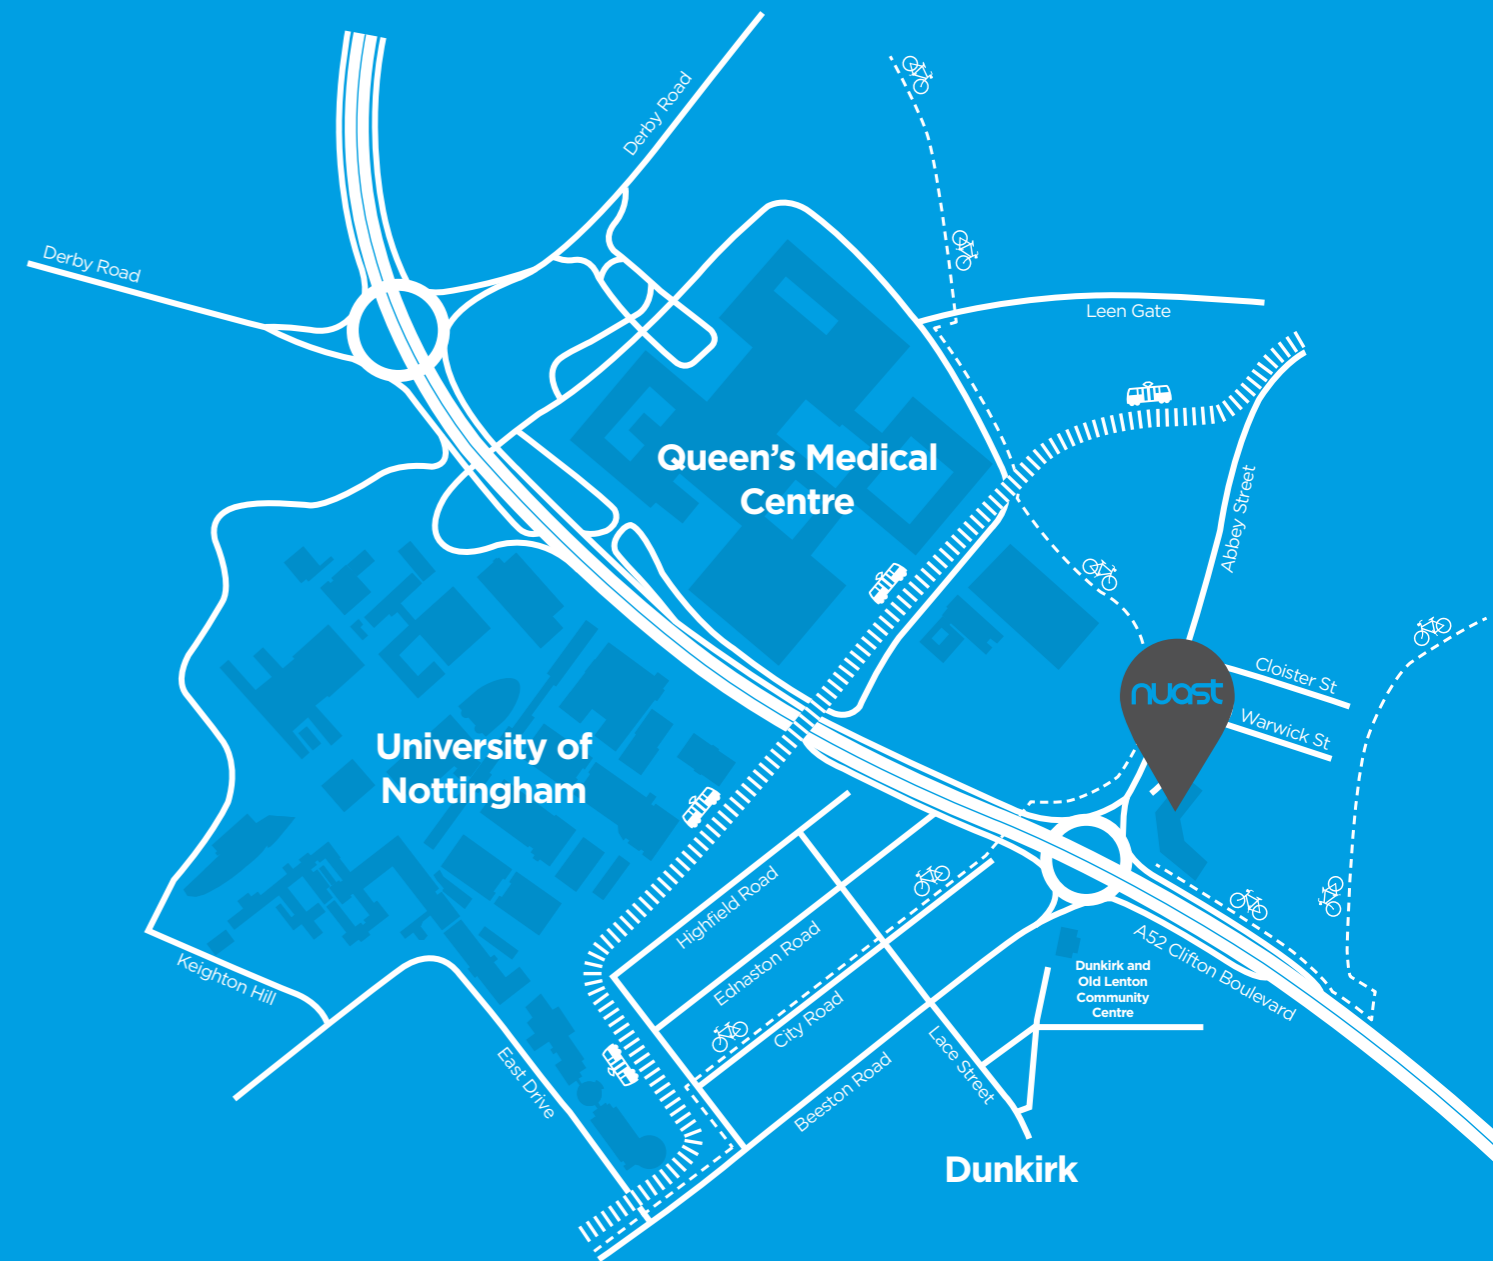 Derby Road
Derby Road
Leen Gate
Queen's Medical
Centre
Abbey Street
Cloister St
nuast
Warwick St
University of
Nottingham
Highfield Road
Ednaston Road
City Road
A52 Clifton Boulevard
Dunkirk and
Old Lenton
Community
Centre
Keighton Hill
East Drive
Beeston Road
Lace Street
Dunkirk